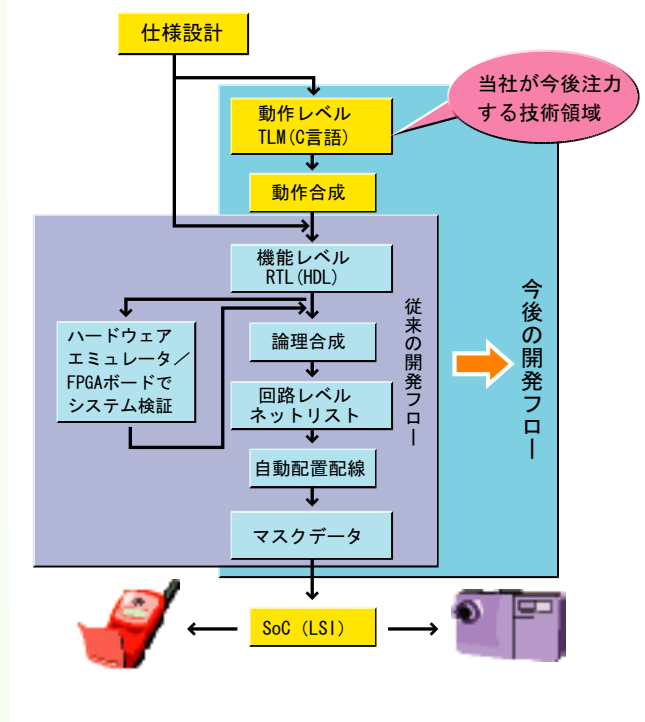 仕様設計
当社が今後注力
する技術領域
動作レベル
TLM(C言語)
動作合成
機能レベル
RTL(HDL)
ハードウェア
エミュレータ／
FPGAボードで
システム検証
論理合成
回路レベル
ネットリスト
自動配置配線
マスクデータ
従来の開発フロー
今後の開発フロー
SoC (LSI)